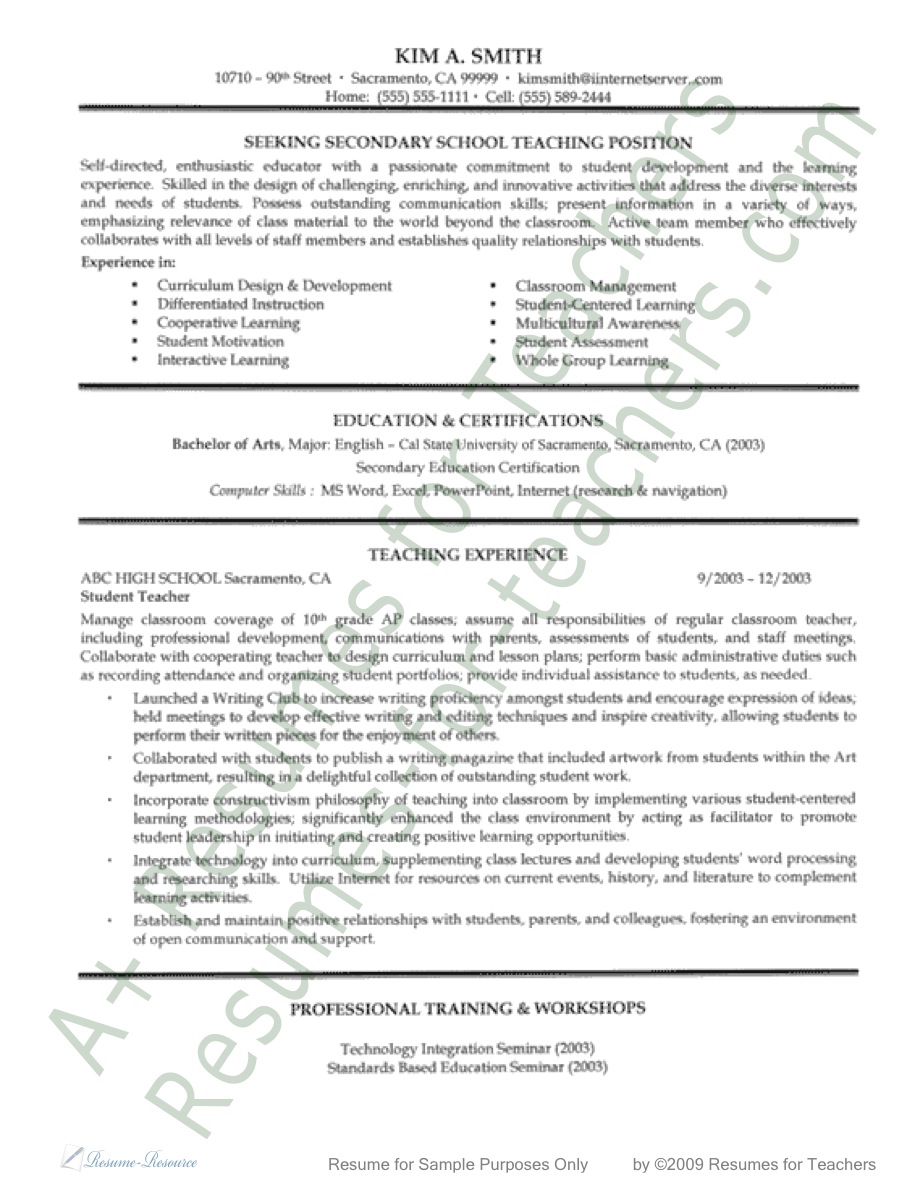 KIM A. SMITH
10710 – 90th Street · Sacramento, CA 99999 · kimsmith@iinternetserver,.com
Home: (555) 555-1111 · Cell: (555) 589-2444
SEEKING SECONDARY SCHOOL TEACHING POSITION
Self-directed, enthusiastic educator with a passionate commitment to student development and the learning
experience. Skilled in the design of challenging, enriching, and innovative activities that address the diverse interests
and needs of students. Possess outstanding communication skills; present information in a variety of ways,
emphasizing relevance of class material to the world beyond the classroom. Active team member who effectively
collaborates with all levels of staff members and establishes quality relationships with students.
Experience in:
▪ Curriculum Design & Development
▪ Differentiated Instruction
▪ Cooperative Learning
▪ Student Motivation
▪ Interactive Learning
▪ Classroom Management
▪ Student-Centered Learning
▪ Multicultural Awareness
▪ Student Assessment
▪ Whole Group Learning
EDUCATION & CERTIFICATIONS
Bachelor of Arts, Major: English – Cal State University of Sacramento, Sacramento, CA (2003)
Secondary Education Certification
Computer Skills : MS Word, Excel, PowerPoint, Internet (research & navigation)
TEACHING EXPERIENCE
ABC HIGH SCHOOL Sacramento, CA 9/2003 – 12/2003
Student Teacher
Manage classroom coverage of 10th grade AP classes; assume all responsibilities of regular classroom teacher,
including professional development, communications with parents, assessments of students, and staff meetings.
Collaborate with cooperating teacher to design curriculum and lesson plans; perform basic administrative duties such
as recording attendance and organizing student portfolios; provide individual assistance to students, as needed.
▪ Launched a Writing Club to increase writing proficiency amongst students and encourage expression of ideas;
held meetings to develop effective writing and editing techniques and inspire creativity, allowing students to
perform their written pieces for the enjoyment of others.
▪ Collaborated with students to publish a writing magazine that included artwork from students within the Art
department, resulting in a delightful collection of outstanding student work.
▪ Incorporate constructivism philosophy of teaching into classroom by implementing various student-centered
learning methodologies; significantly enhanced the class environment by acting as facilitator to promote
student leadership in initiating and creating positive learning opportunities.
▪ Integrate technology into curriculum, supplementing class lectures and developing students' word processing
and researching skills. Utilize Internet for resources on current events, history, and literature to complement
learning activities.
▪ Establish and maintain positive relationships with students, parents, and colleagues, fostering an environment
of open communication and support.
PROFESSIONAL TRAINING & WORKSHOPS
Technology Integration Seminar (2003)
Standards Based Education Seminar (2003)
A+ Resumes for Teachers
Resumes-for-teachers.com
Resume-Resource
Resume for Sample Purposes Only by ©2009 Resumes for Teachers